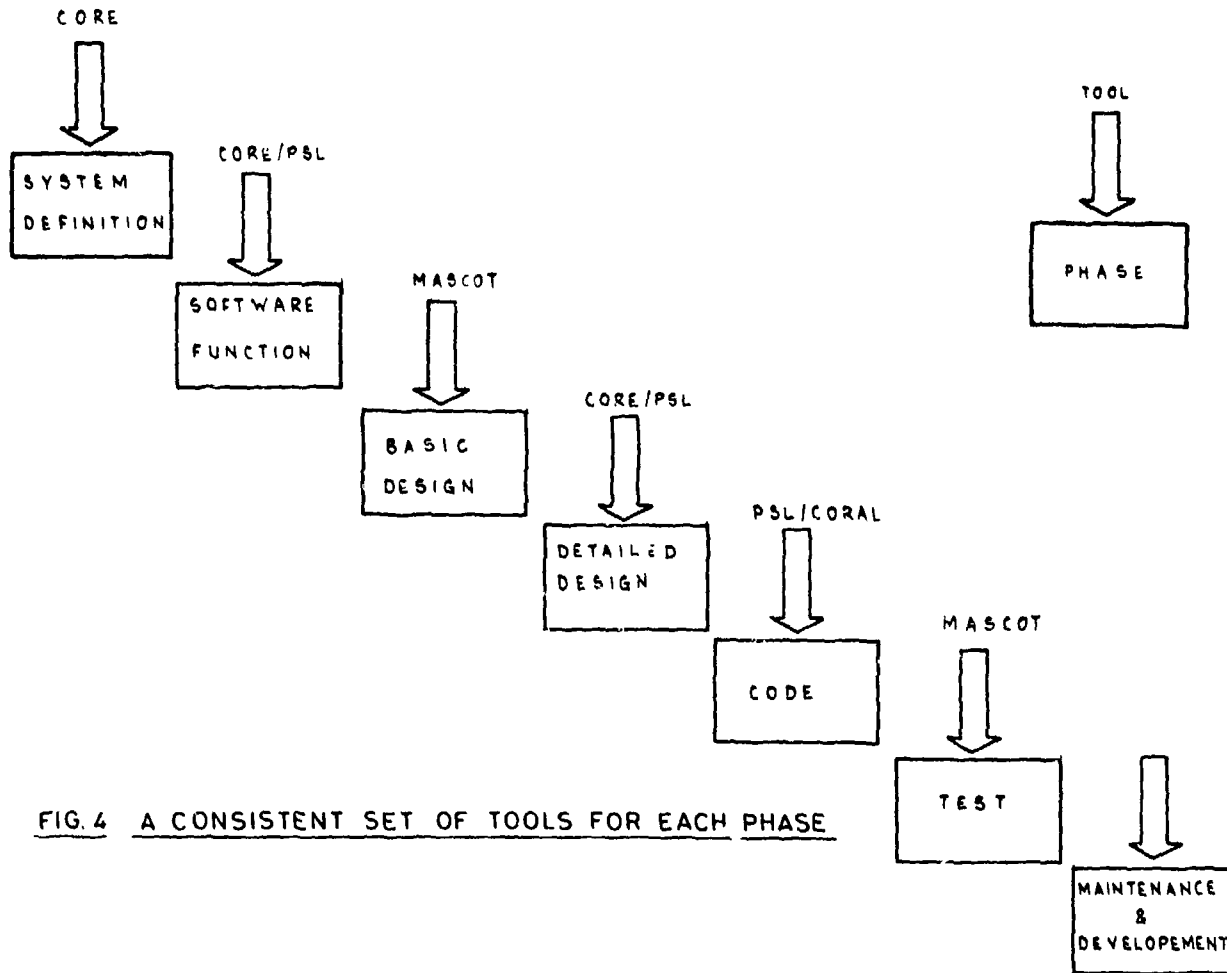 CORE
TOOL
CORE/PSL
SYSTEM
DEFINITION
PHASE
MASCOT
SOFTWARE
FUNCTION
CORE/PSL
BASIC
DESIGN
PSL/CORAL
DETAILED
DESIGN
MASCOT
CODE
TEST
FIG. 4 A CONSISTENT SET OF TOOLS FOR EACH PHASE
MAINTENANCE
&
DEVELOPEMENT